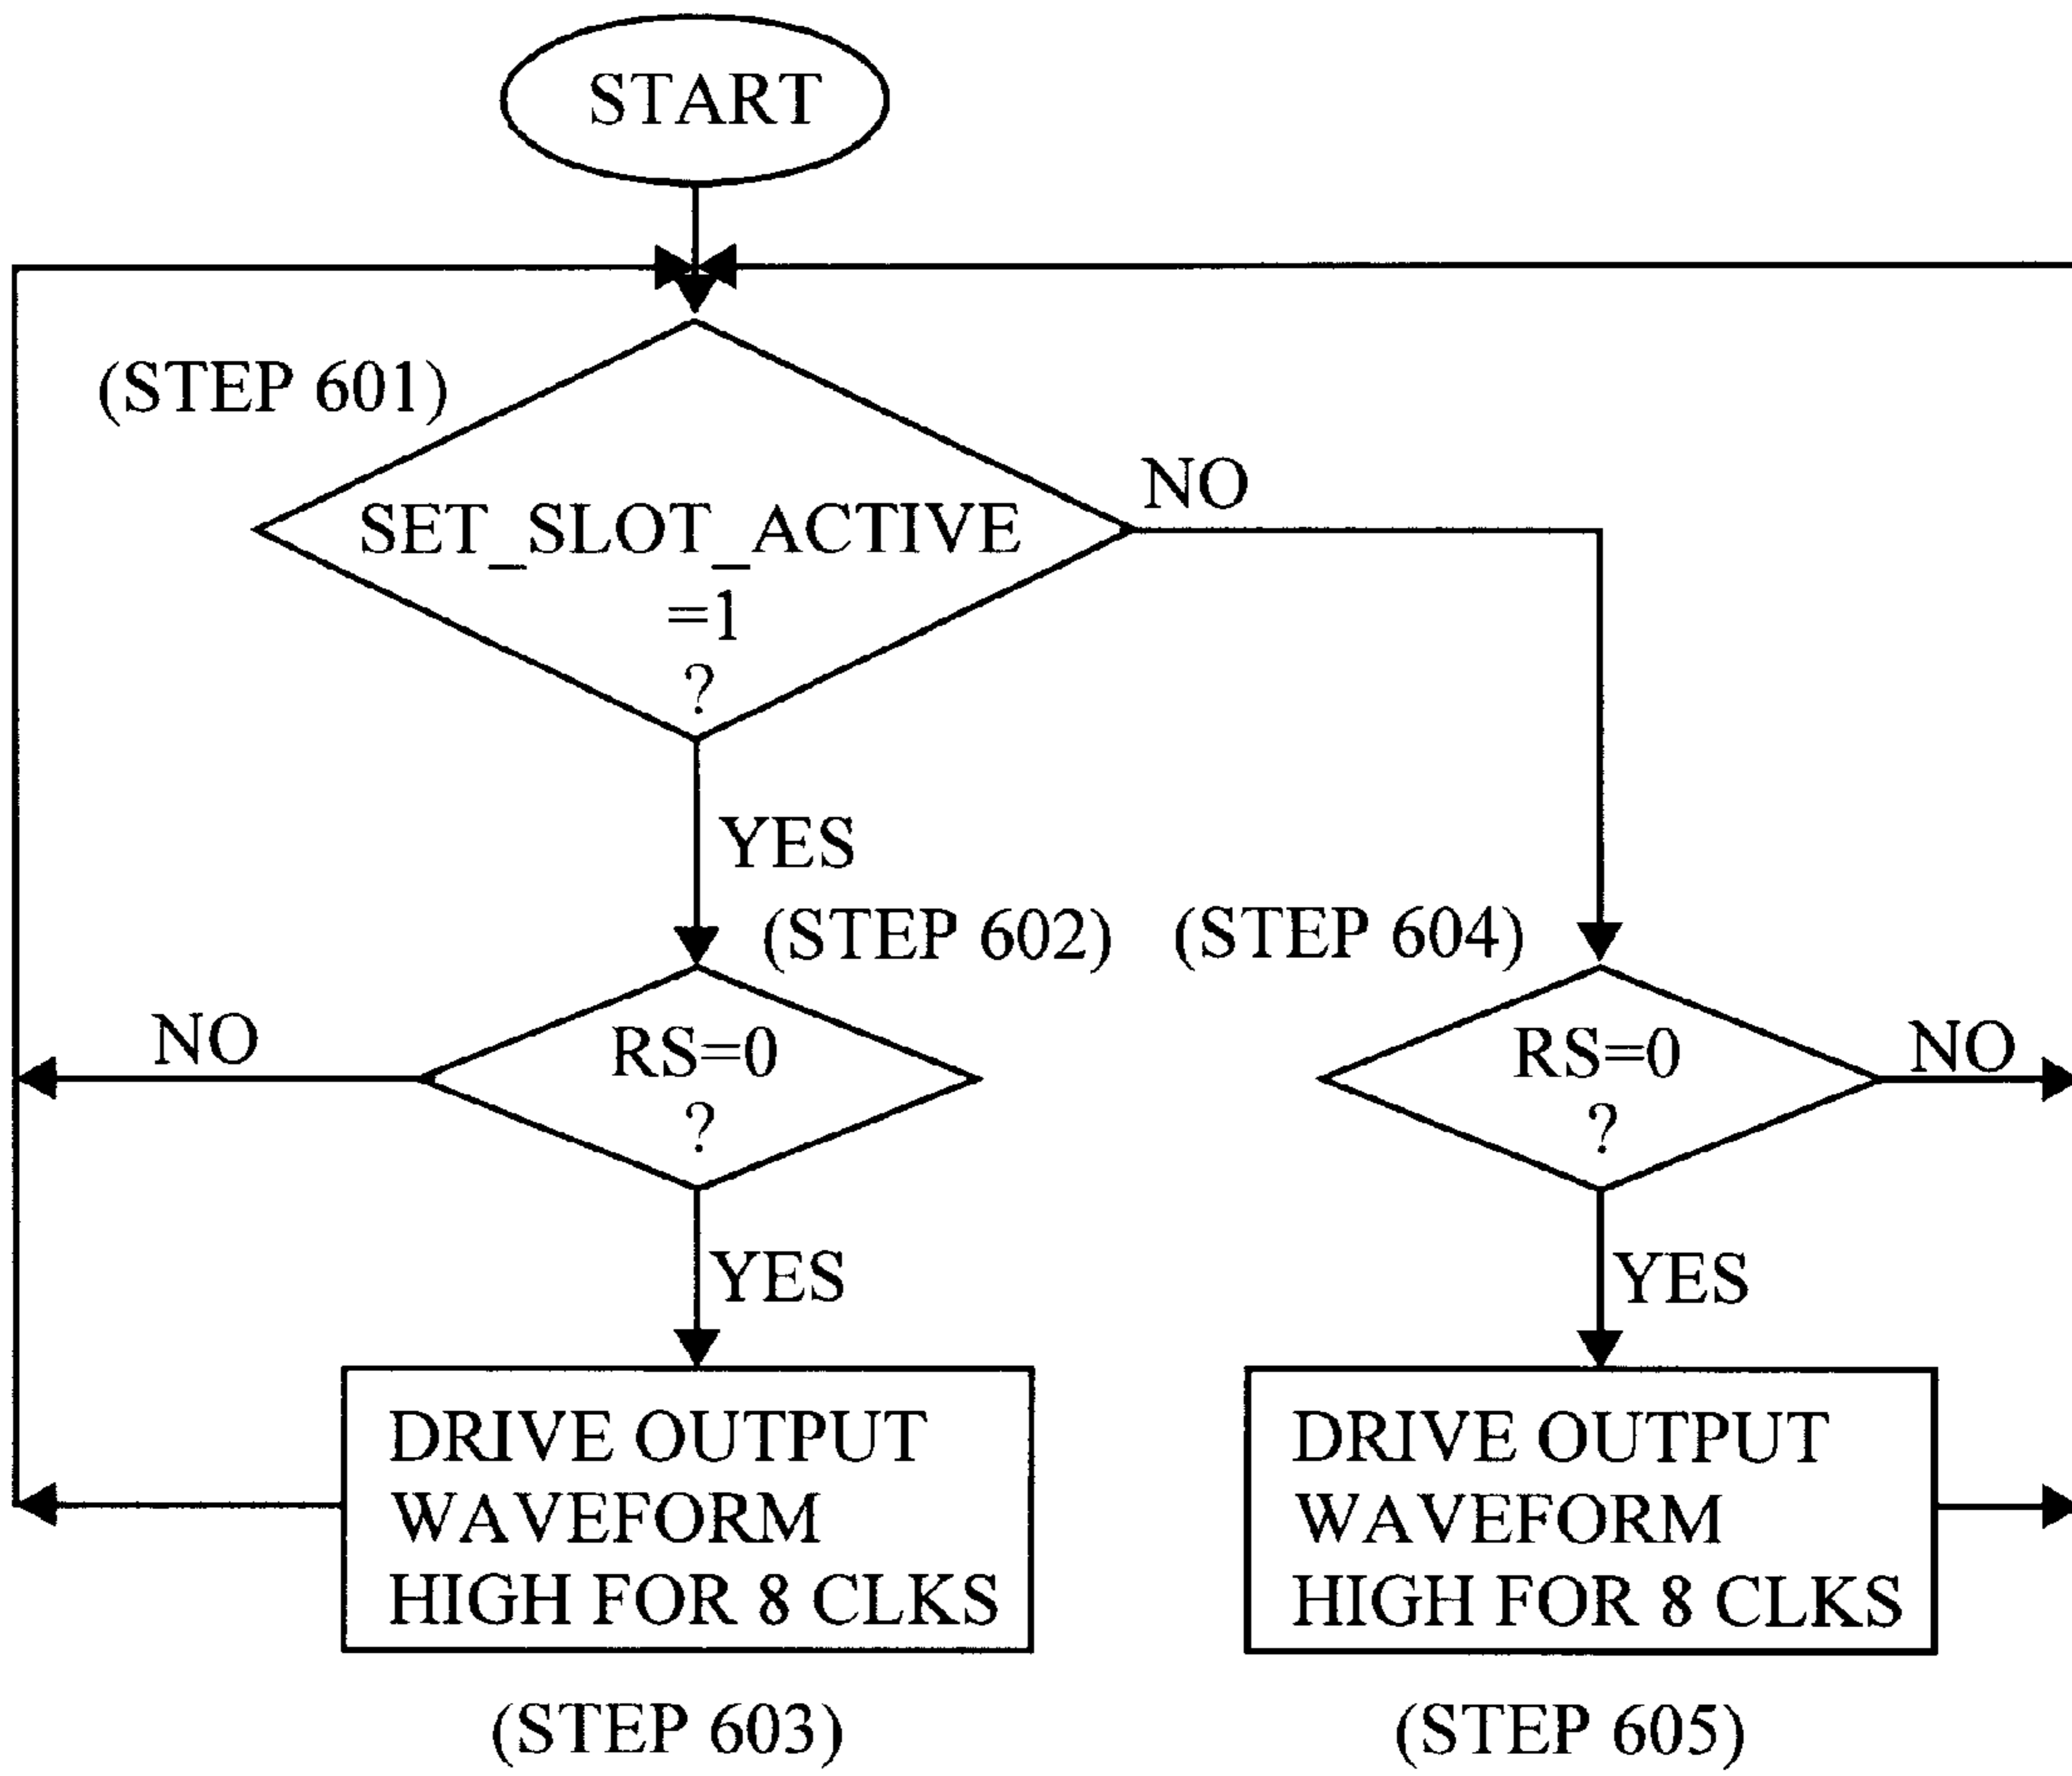 START
(STEP 601)
NO
SET_SLOT_ACTIVE
=1
?
YES
(STEP 602)
(STEP 604)
NO
RS=0
?
RS=0
?
NO
YES
YES
DRIVE OUTPUT
WAVEFORM
HIGH FOR 8 CLKS
(STEP 603)
DRIVE OUTPUT
WAVEFORM
HIGH FOR 8 CLKS
(STEP 605)